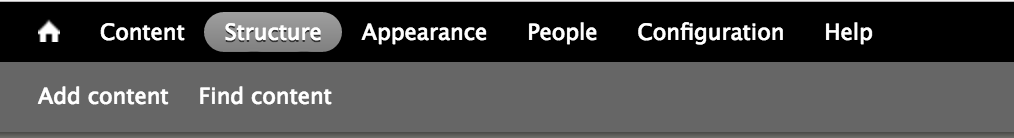 Content Structure Appearance People Configuration Help
Add content Find content